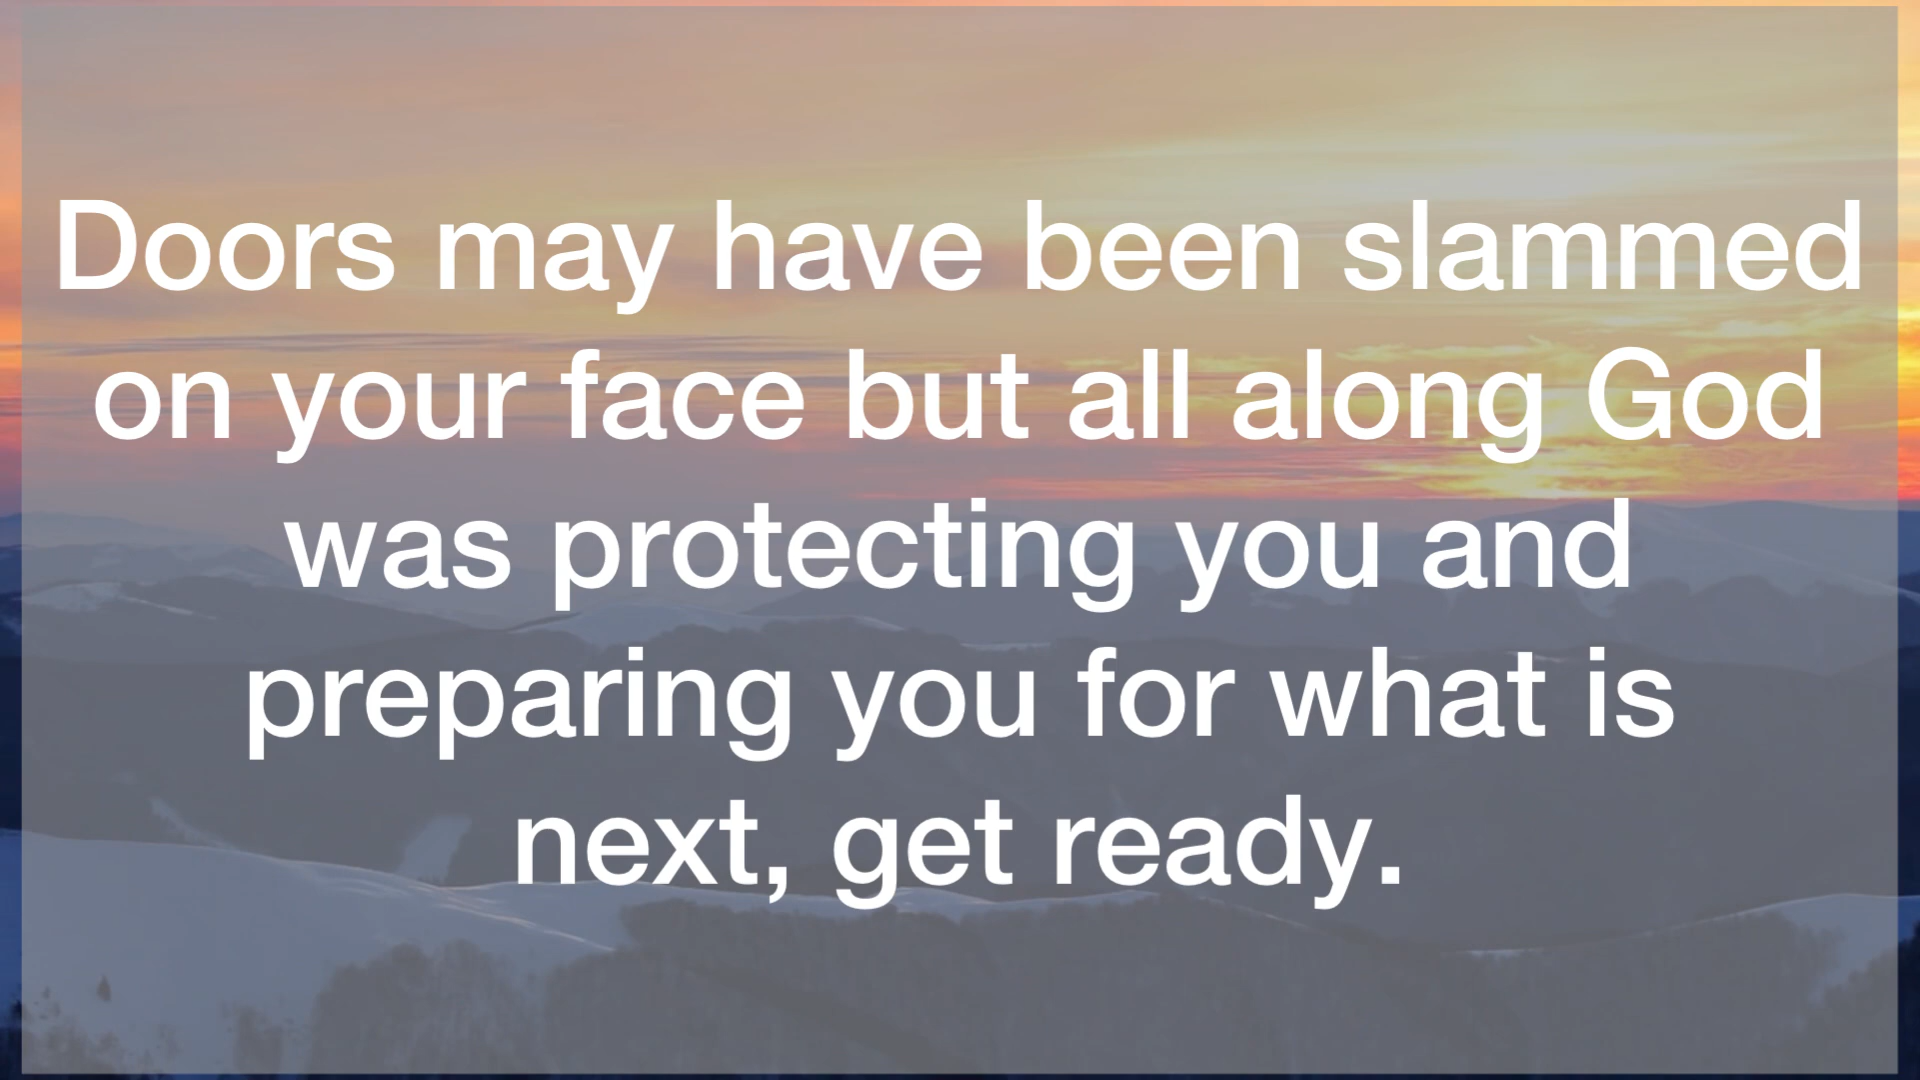 Doors may have been slammed
on your face but all along God
was protecting you and
preparing you for what is
next, get ready.